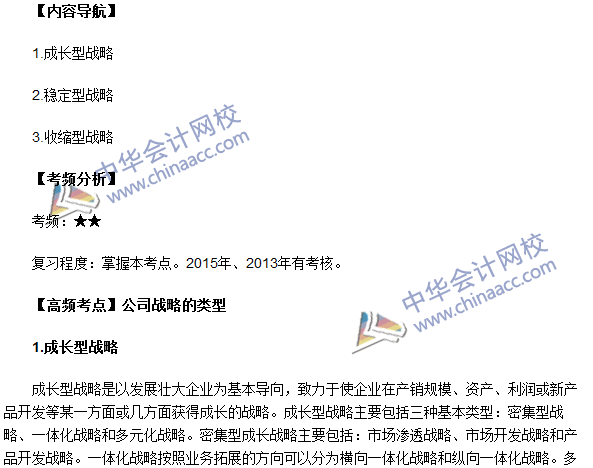 【内容导航】
1.成长型战略
2.稳定型战略
3.收缩型战略
【考频分析】
考频：★★
复习程度：掌握本考点。2015年、2013年有考核。
【高频考点】公司战略的类型
1.成长型战略
成长型战略是以发展壮大企业为基本导向，致力于使企业在产销规模、资产、利润或新产
品开发等某一方面或几方面获得成长的战略。成长型战略主要包括三种基本类型：密集型战
略、一体化战略和多元化战略。密集型成长战略主要包括：市场渗透战略、市场开发战略和产
品开发战略。一体化战略按照业务拓展的方向可以分为横向一体化战略和纵向一体化战略。多
中华会计网校
www.chinaacc.com
中华会计网校
www.chinaacc.com